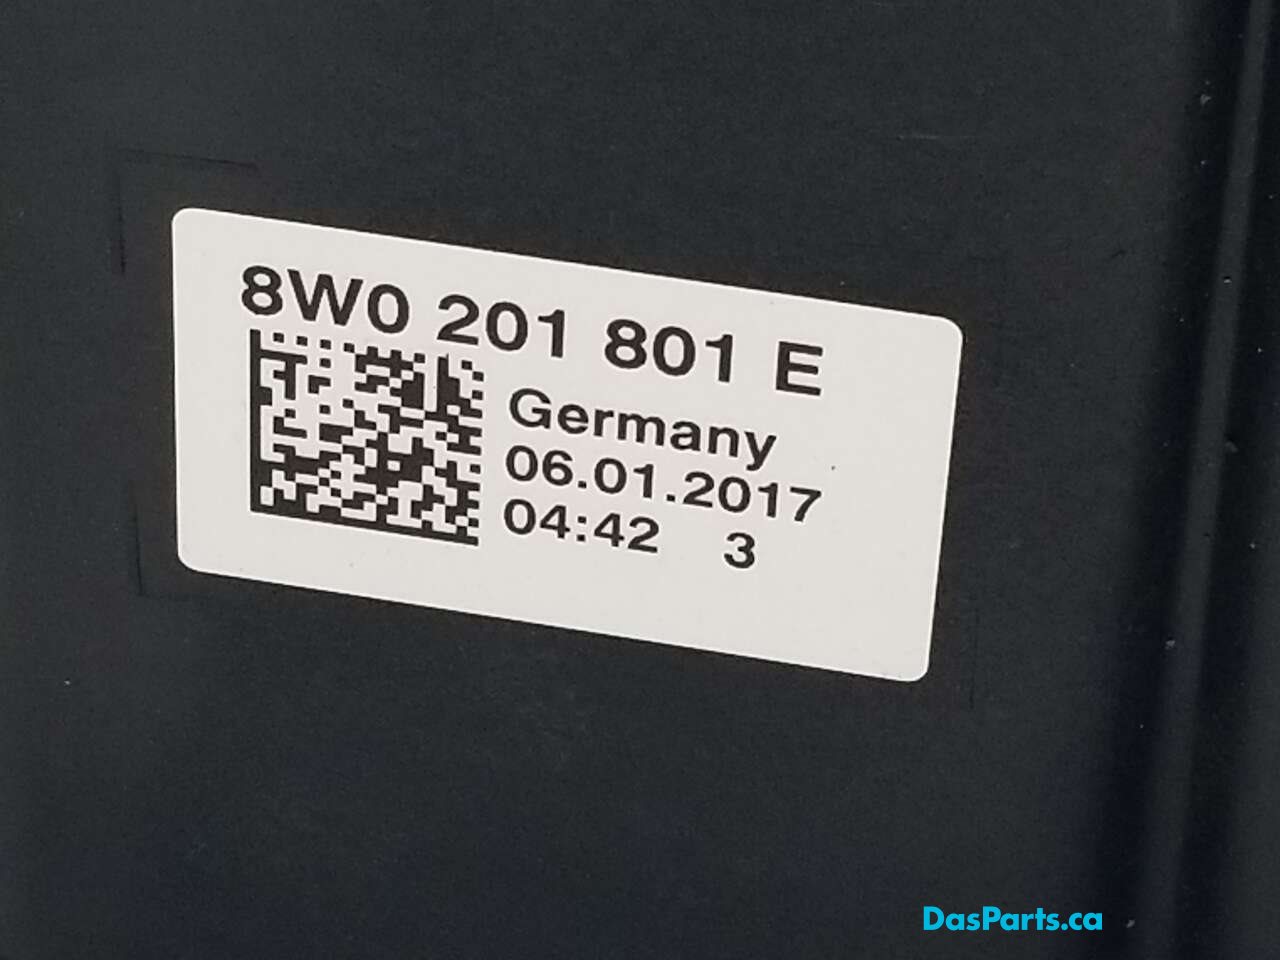 8W0 201 801 E
Germany
06.01.2017
04:42 3
DasParts.ca